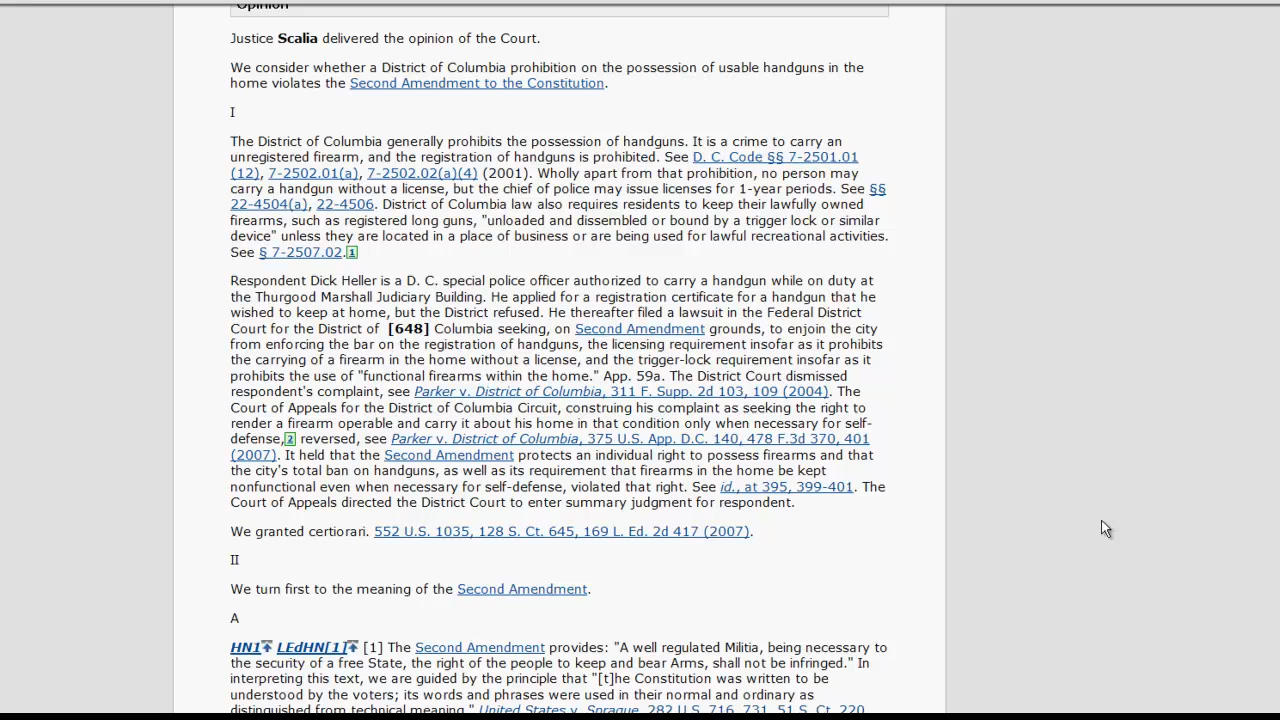 Opinion
Justice Scalia delivered the opinion of the Court.
We consider whether a District of Columbia prohibition on the possession of usable handguns in the
home violates the Second Amendment to the Constitution.
I
The District of Columbia generally prohibits the possession of handguns. It is a crime to carry an
unregistered firearm, and the registration of handguns is prohibited. See D. C. Code §§ 7-2501.01
(12), 7-2502.01(a), 7-2502.02(a)(4) (2001). Wholly apart from that prohibition, no person may
carry a handgun without a license, but the chief of police may issue licenses for 1-year periods. See §§
22-4504(a), 22-4506. District of Columbia law also requires residents to keep their lawfully owned
firearms, such as registered long guns, "unloaded and dissembled or bound by a trigger lock or similar
device" unless they are located in a place of business or are being used for lawful recreational activities.
See § 7-2507.02.1
Respondent Dick Heller is a D. C. special police officer authorized to carry a handgun while on duty at
the Thurgood Marshall Judiciary Building. He applied for a registration certificate for a handgun that he
wished to keep at home, but the District refused. He thereafter filed a lawsuit in the Federal District
Court for the District of [648] Columbia seeking, on Second Amendment grounds, to enjoin the city
from enforcing the bar on the registration of handguns, the licensing requirement insofar as it prohibits
the carrying of a firearm in the home without a license, and the trigger-lock requirement insofar as it
prohibits the use of "functional firearms within the home." App. 59a. The District Court dismissed
respondent's complaint, see Parker v. District of Columbia, 311 F. Supp. 2d 103, 109 (2004). The
Court of Appeals for the District of Columbia Circuit, construing his complaint as seeking the right to
render a firearm operable and carry it about his home in that condition only when necessary for self-
defense,2 reversed, see Parker v. District of Columbia, 375 U.S. App. D.C. 140, 478 F.3d 370, 401
(2007). It held that the Second Amendment protects an individual right to possess firearms and that
the city's total ban on handguns, as well as its requirement that firearms in the home be kept
nonfunctional even when necessary for self-defense, violated that right. See id., at 395, 399-401. The
Court of Appeals directed the District Court to enter summary judgment for respondent.
We granted certiorari. 552 U.S. 1035, 128 S. Ct. 645, 169 L. Ed. 2d 417 (2007).
II
We turn first to the meaning of the Second Amendment.
A
HN1 LEdHN[1] [1] The Second Amendment provides: "A well regulated Militia, being necessary to
the security of a free State, the right of the people to keep and bear Arms, shall not be infringed." In
interpreting this text, we are guided by the principle that "[t]he Constitution was written to be
understood by the voters; its words and phrases were used in their normal and ordinary as
distinguished from technical meaning." United States v. Sprague, 282 U.S. 716, 731, 51 S. Ct. 220,